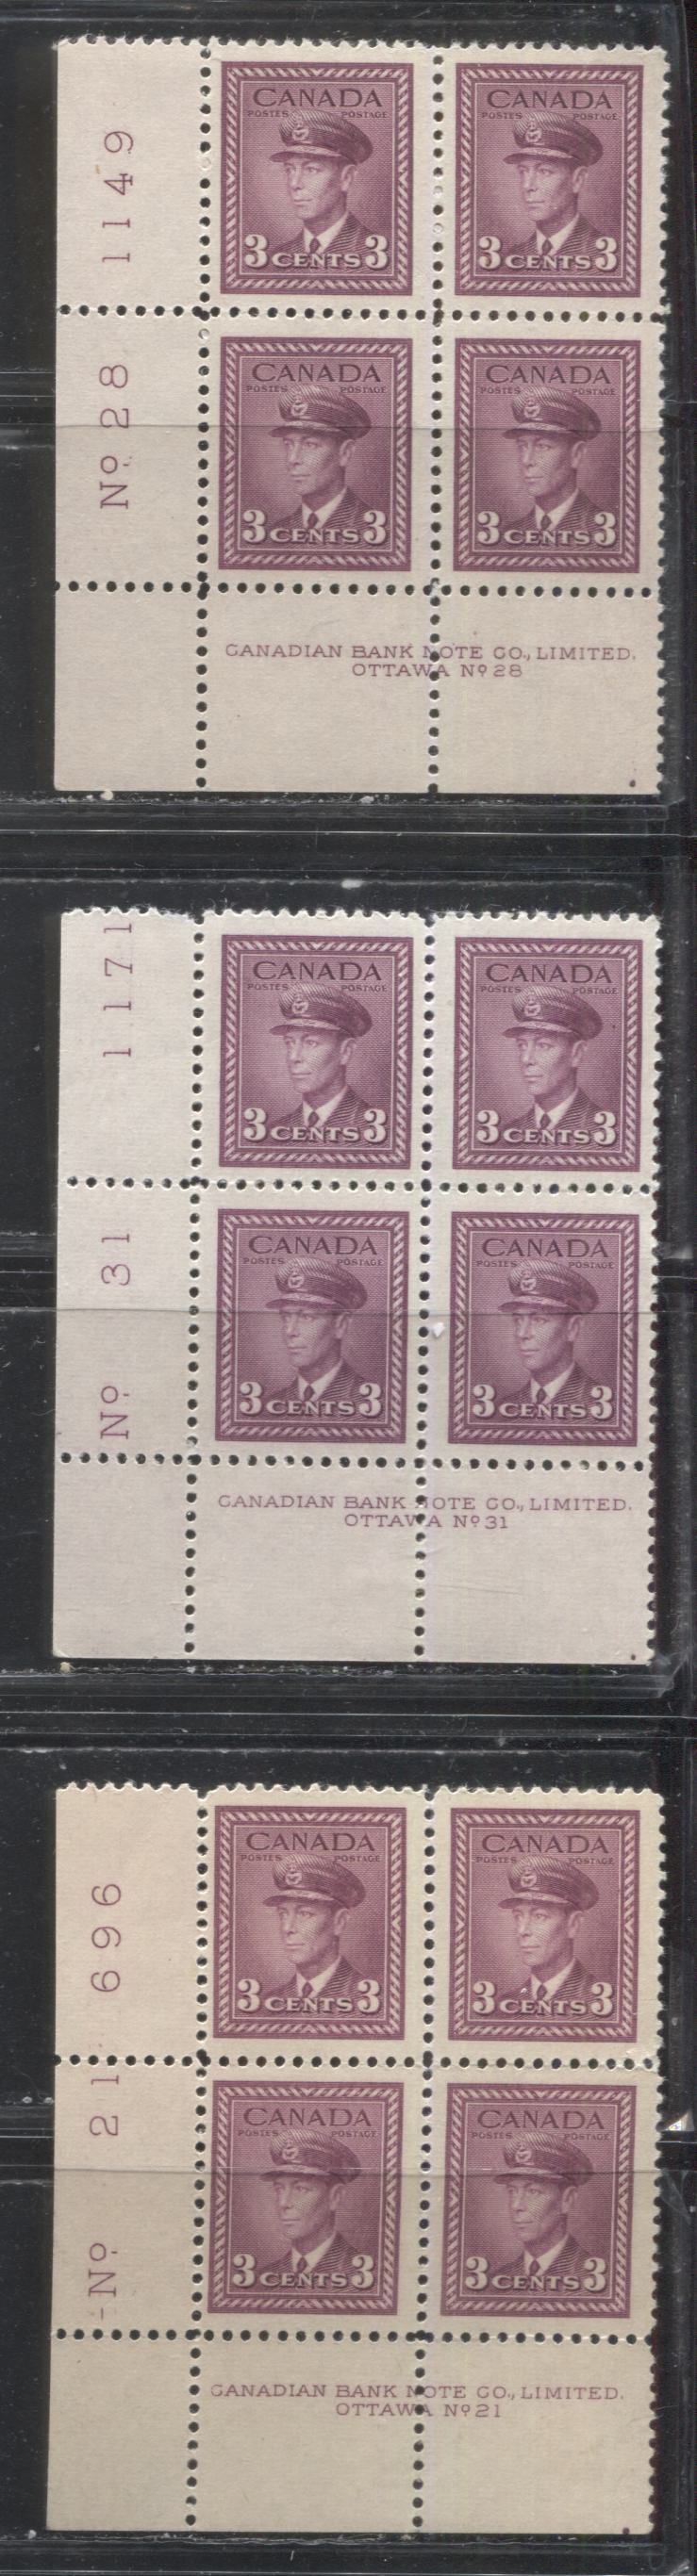 1149
CANADA CANADA
POSTES POSTAGE POSTES POSTAGE
3 CENTS 3 3 CENTS 3
Nº 28
CANADA CANADA
POSTES POSTAGE POSTES POSTAGE
3 CENTS 3 3 CENTS 3
CANADIAN BANK NOTE CO., LIMITED.
OTTAWA Nº 28
1171
CANADA CANADA
POSTES POSTAGE POSTES POSTAGE
3 CENTS 3 3 CENTS 3
Nº 31
CANADA CANADA
POSTES POSTAGE POSTES POSTAGE
3 CENTS 3 3 CENTS 3
CANADIAN BANK NOTE CO., LIMITED.
OTTAWA Nº 31
696
CANADA CANADA
POSTES POSTAGE POSTES POSTAGE
3 CENTS 3 3 CENTS 3
-Nº 21
CANADA CANADA
POSTES POSTAGE POSTES POSTAGE
3 CENTS 3 3 CENTS 3
CANADIAN BANK NOTE CO., LIMITED.
OTTAWA Nº 21